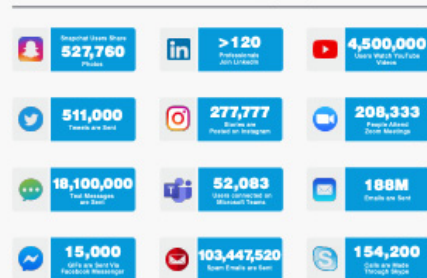 Snapchat Users Share
527,760
Photos
in
>120
Professionals
Join LinkedIn
4,500,000
Users Watch YouTube
Videos
511,000
Tweets are Sent
277,777
Stories are
Posted on Instagram
208,333
People Attend
Zoom Meetings
18,100,000
Text Messages
are Sent
T
52,083
Users connected on
Microsoft Teams
188M
Emails are Sent
15,000
GIFs are Sent Via
Facebook Messenger
103,447,520
Spam Emails are Sent
S
154,200
Calls are Made
Through Skype